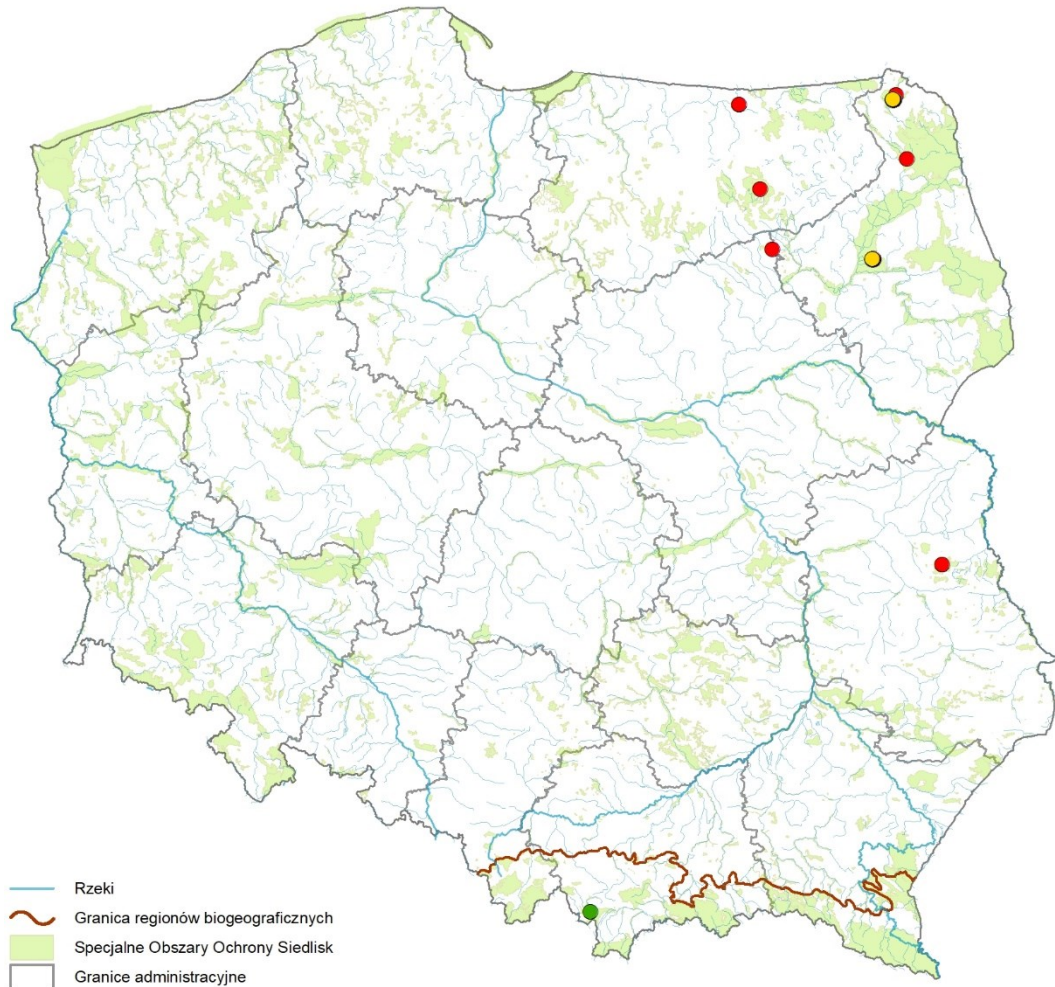 Rzeki
Granica regionów biogeograficznych
Specjalne Obszary Ochrony Siedlisk
Granice administracyjne